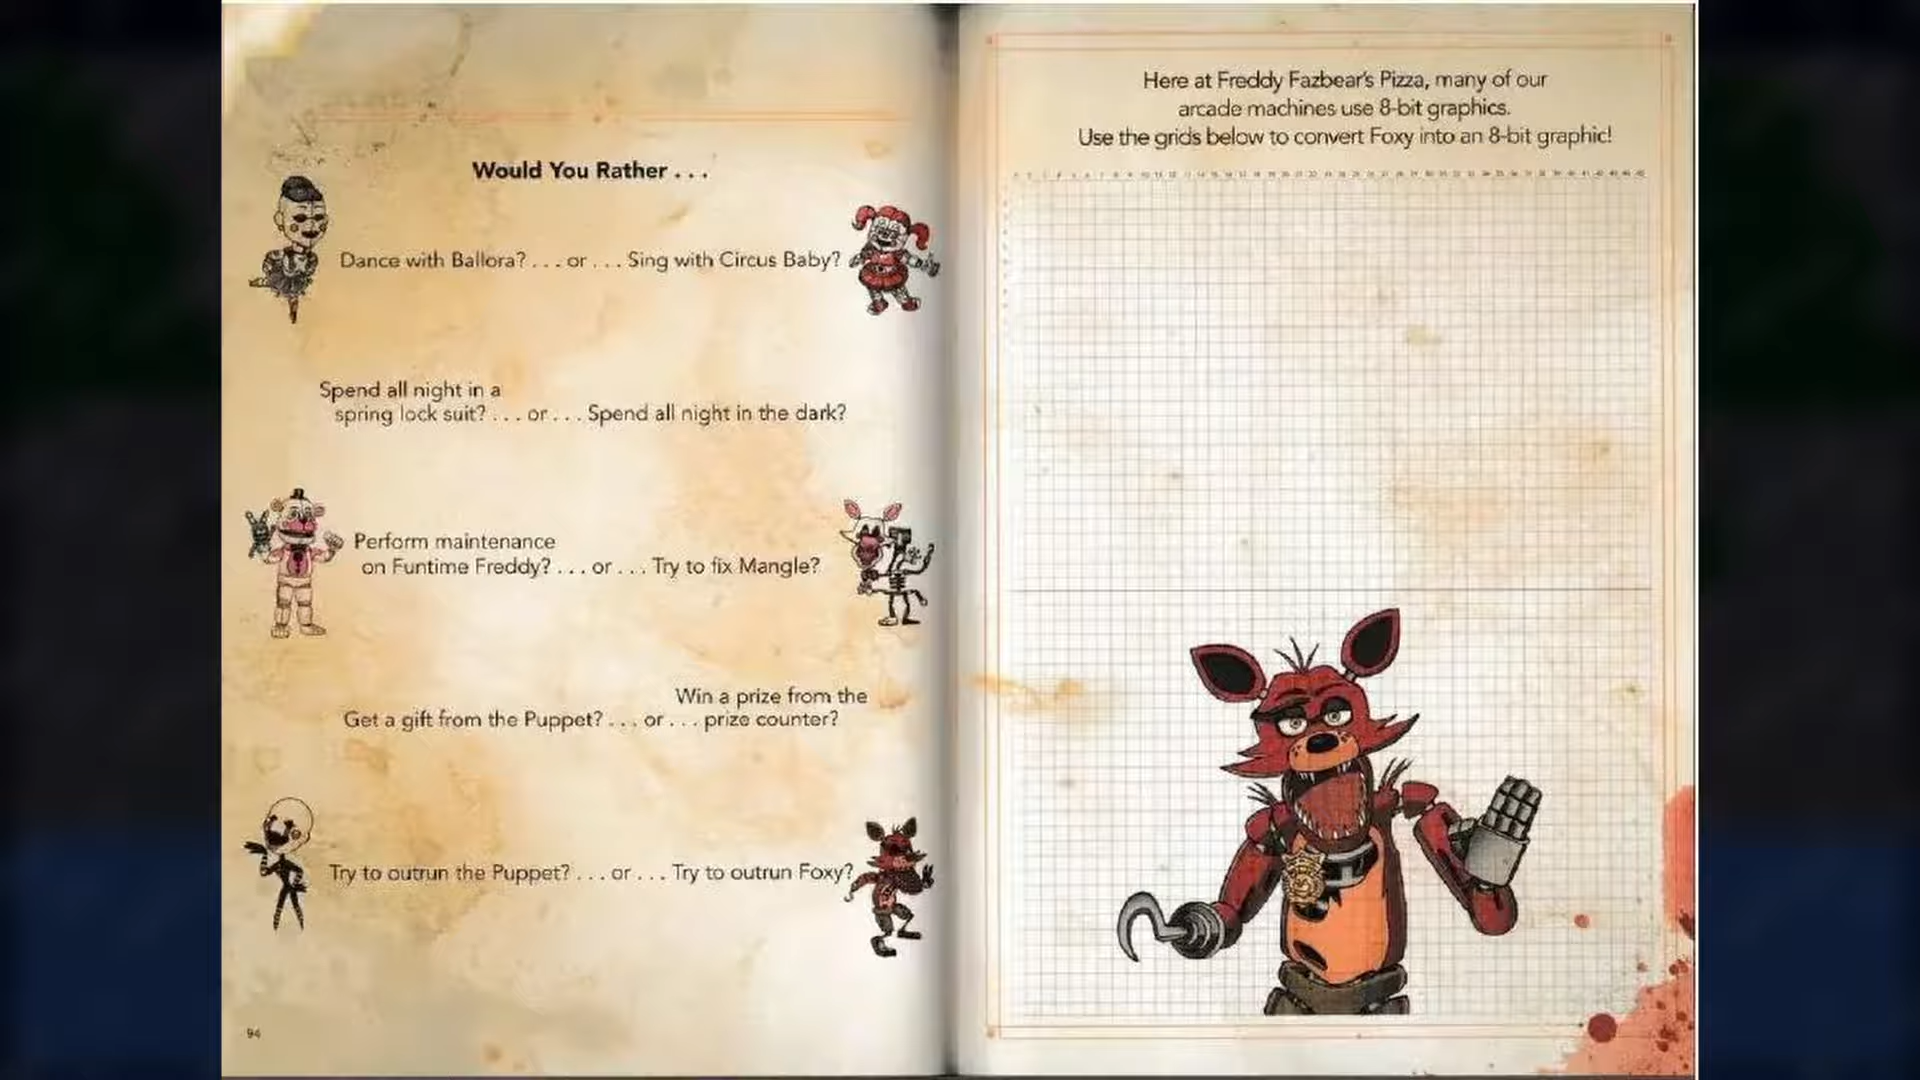 Would You Rather . . .
Dance with Ballora? . . . or . . . Sing with Circus Baby?
Spend all night in a
spring lock suit? . . . or . . . Spend all night in the dark?
Perform maintenance
on Funtime Freddy? . . . or . . . Try to fix Mangle?
Win a prize from the
Get a gift from the Puppet? . . . or . . . prize counter?
Try to outrun the Puppet? . . . or . . . Try to outrun Foxy?
94
Here at Freddy Fazbear's Pizza, many of our
arcade machines use 8-bit graphics.
Use the grids below to convert Foxy into an 8-bit graphic!